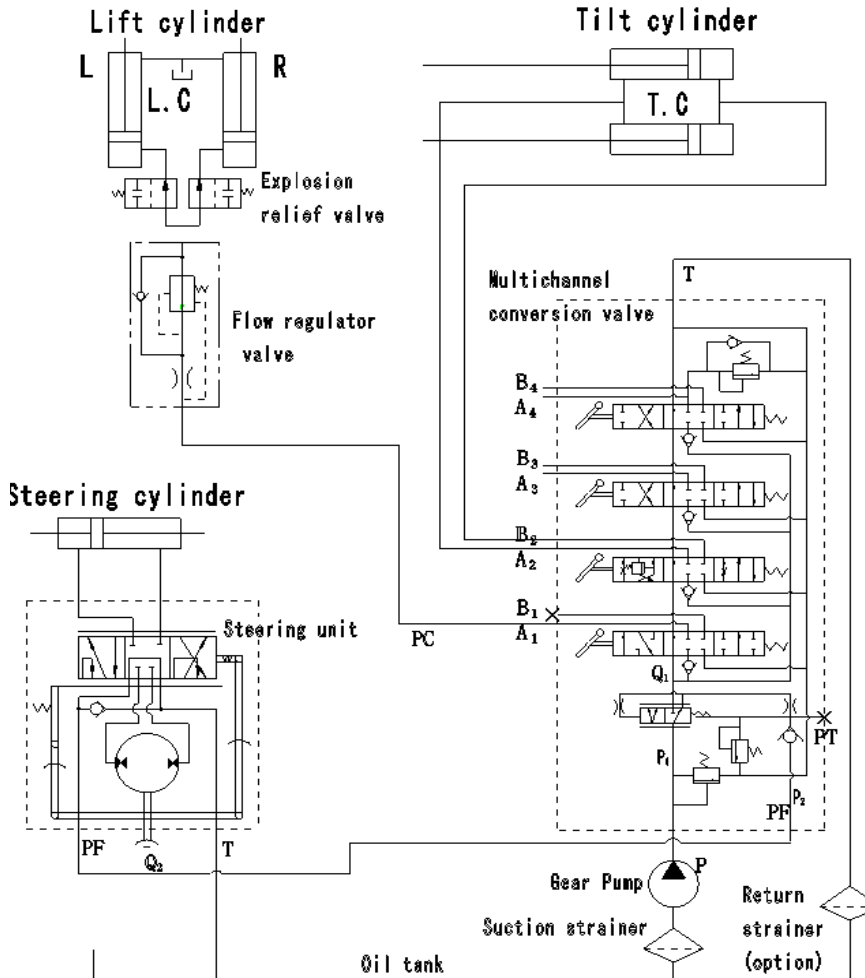 Lift cylinder
Tilt cylinder
L
R
L.C
T.C
Explosion
relief valve
Multichannel
conversion valve
T
Flow regulator
valve
B₄
A₄
B₃
A₃
Steering cylinder
B₂
A₂
B₁
A₁
Steering unit
PC
Q₁
PT
P₁
P₂
PF
PF
T
Q₂
P
Gear Pump
Suction strainer
Return
strainer
(option)
Oil tank